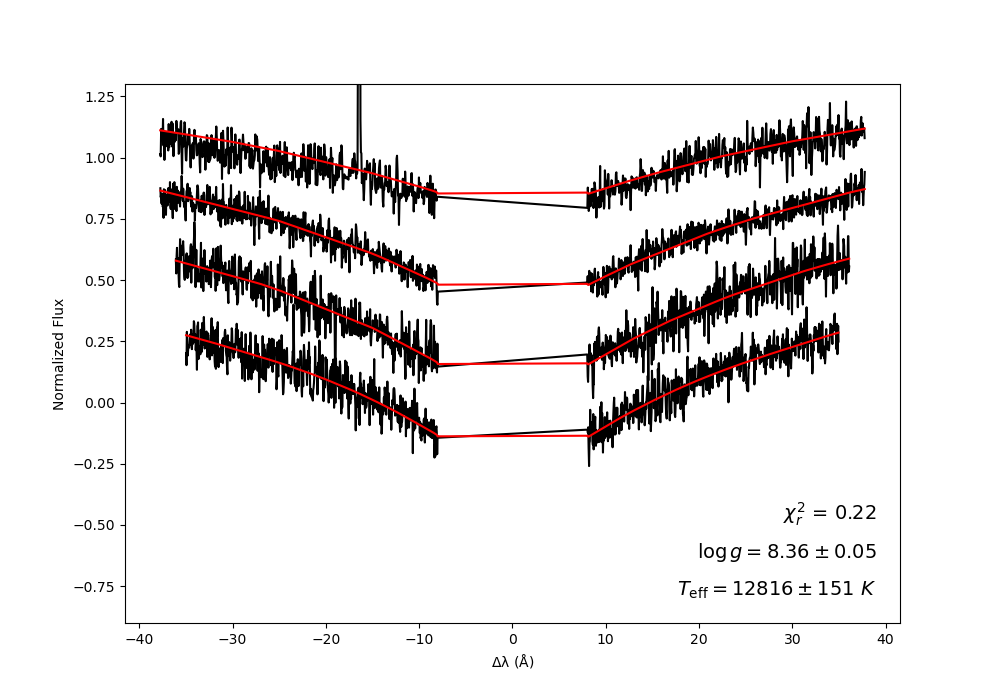 1.25
1.00
0.75
0.50
0.25
0.00
−0.25
−0.50
−0.75
Normalized Flux
χ²ᵣ = 0.22
log g = 8.36 ± 0.05
T_eff = 12816 ± 151 K
−40 −30 −20 −10 0 10 20 30 40
Δλ (Å)